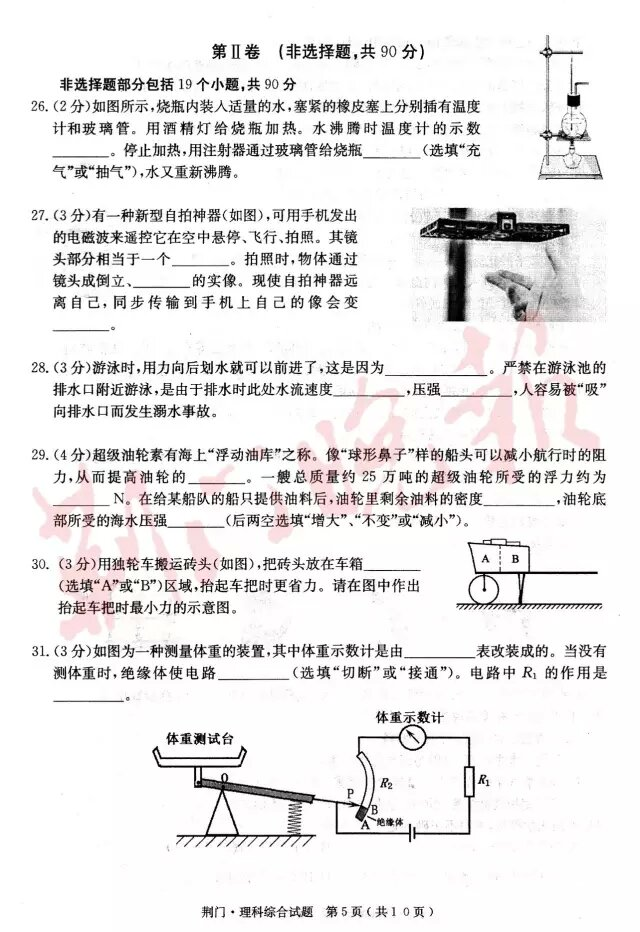 第Ⅱ卷 (非选择题,共90分)
非选择题部分包括19个小题,共90分
26.(2分)如图所示,烧瓶内装入适量的水,塞紧的橡皮塞上分别插有温度
计和玻璃管。用酒精灯给烧瓶加热。水沸腾时温度计的示数
________。停止加热,用注射器通过玻璃管给烧瓶________(选填“充
气”或“抽气”),水又重新沸腾。
27.(3分)有一种新型自拍神器(如图),可用手机发出
的电磁波来遥控它在空中悬停、飞行、拍照。其镜
头部分相当于一个________。拍照时,物体通过
镜头成倒立、________的实像。现使自拍神器远
离自己,同步传输到手机上自己的像会变
________。
28.(3分)游泳时,用力向后划水就可以前进了,这是因为____________。严禁在游泳池的
排水口附近游泳,是由于排水时此处水流速度__________,压强__________,人容易被“吸”
向排水口而发生溺水事故。
29.(4分)超级油轮素有海上“浮动油库”之称。像“球形鼻子”样的船头可以减小航行时的阻
力,从而提高油轮的________。一艘总质量约25万吨的超级油轮所受的浮力约为
________N。在给某船队的船只提供油料后,油轮里剩余油料的密度__________,油轮底
部所受的海水压强________(后两空选填“增大”、“不变”或“减小”)。
30.(3分)用独轮车搬运砖头(如图),把砖头放在车箱________
(选填“A”或“B”)区域,抬起车把时更省力。请在图中作出
抬起车把时最小力的示意图。
A B
31.(3分)如图为一种测量体重的装置,其中体重示数计是由__________表改装成的。当没有
测体重时,绝缘体使电路__________(选填“切断”或“接通”)。电路中R₁的作用是
__________。
体重示数计
体重测试台
O
P
R₂
R₁
B
A
绝缘体
荆门·理科综合试题 第5页(共10页)